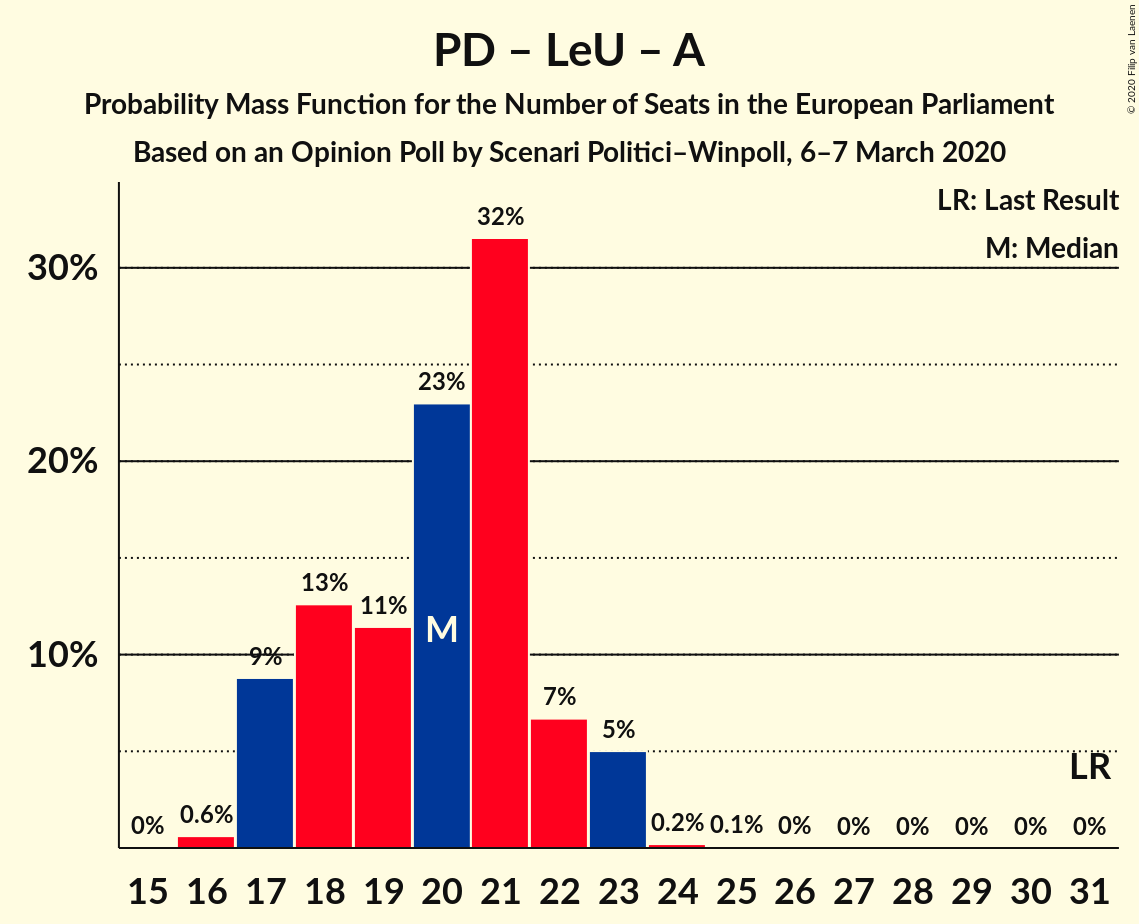 PD – LeU – A
Probability Mass Function for the Number of Seats in the European Parliament
Based on an Opinion Poll by Scenari Politici–Winpoll, 6–7 March 2020
© 2020 Filip van Laenen
LR: Last Result
M: Median
30%
20%
10%
0%
0.6%
9%
13%
11%
23%
32%
7%
5%
0.2%
0.1%
0%
0%
0%
0%
0%
0%
M
LR
15 16 17 18 19 20 21 22 23 24 25 26 27 28 29 30 31